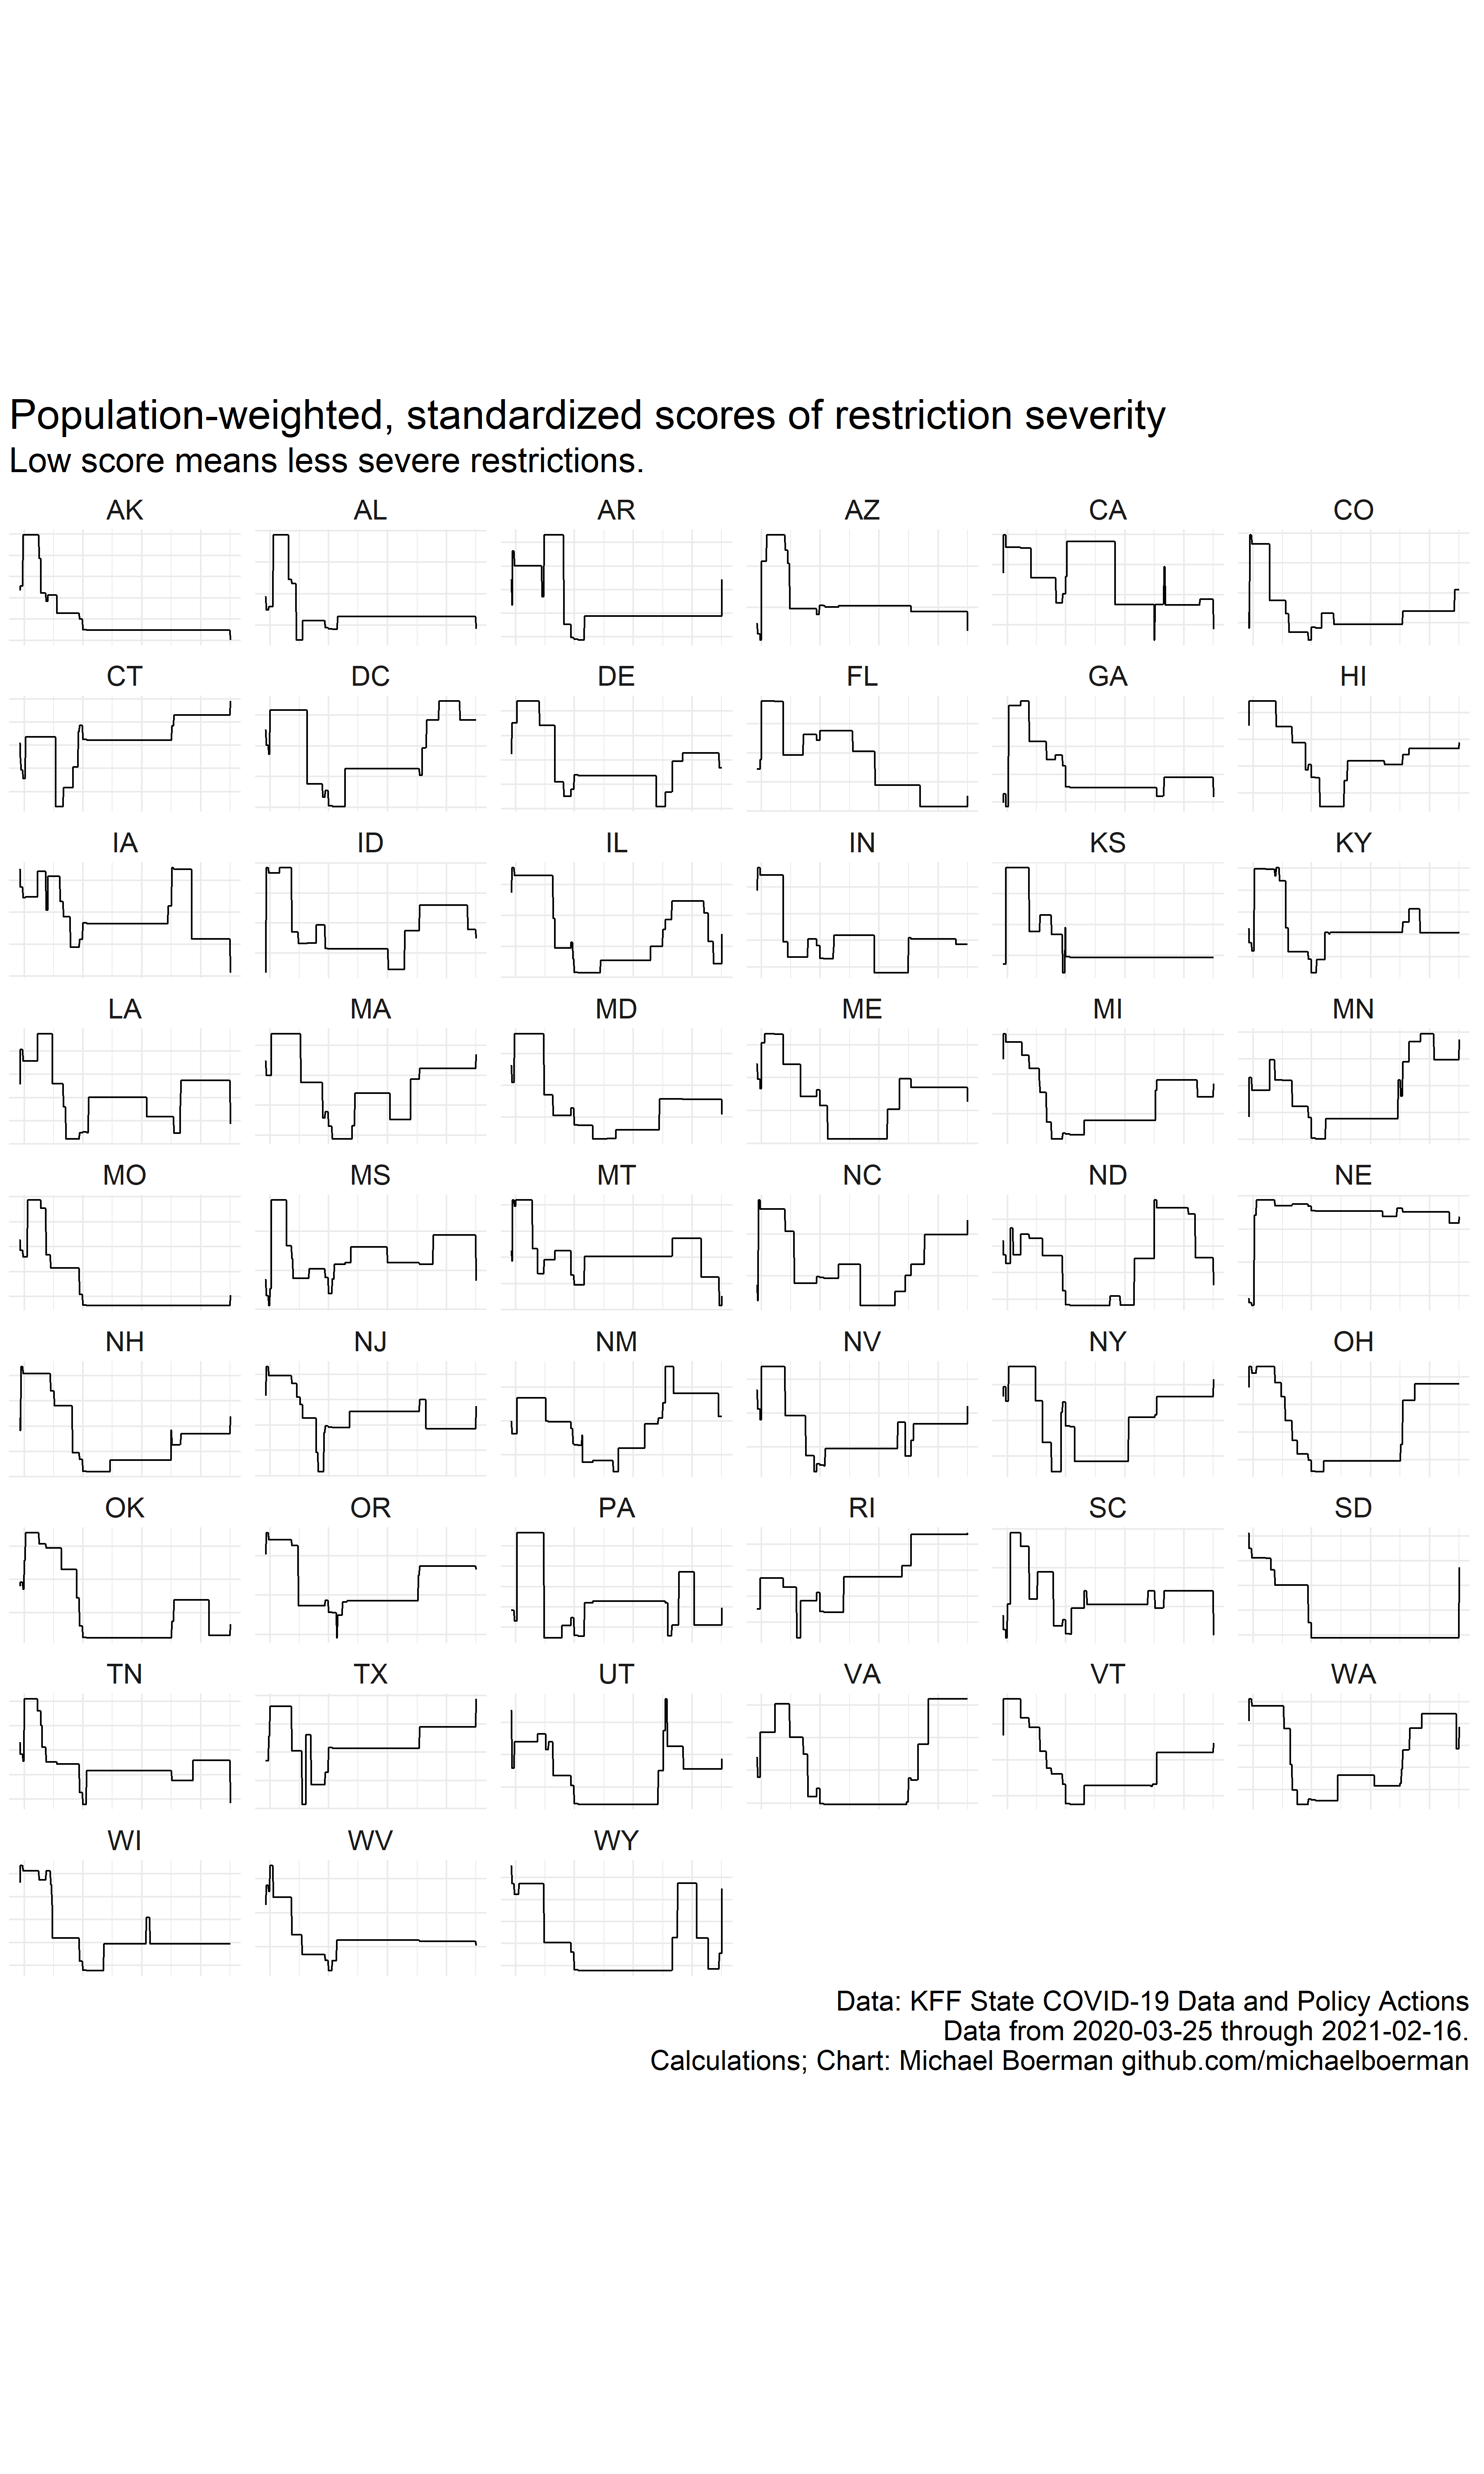 Population-weighted, standardized scores of restriction severity
Low score means less severe restrictions.
AK AL AR AZ CA CO
CT DC DE FL GA HI
IA ID IL IN KS KY
LA MA MD ME MI MN
MO MS MT NC ND NE
NH NJ NM NV NY OH
OK OR PA RI SC SD
TN TX UT VA VT WA
WI WV WY
Data: KFF State COVID-19 Data and Policy Actions
Data from 2020-03-25 through 2021-02-16.
Calculations; Chart: Michael Boerman github.com/michaelboerman